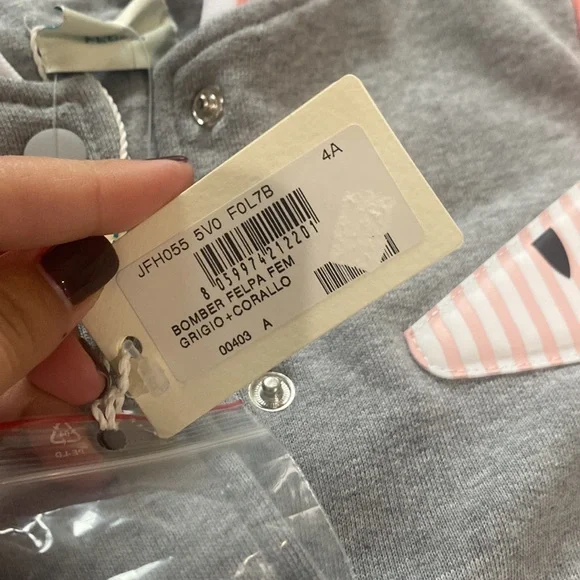 4A
JFH055 5V0 F0L7B
8 059974 212201
BOMBER FELPA FEM
GRIGIO+CORALLO
00403 A